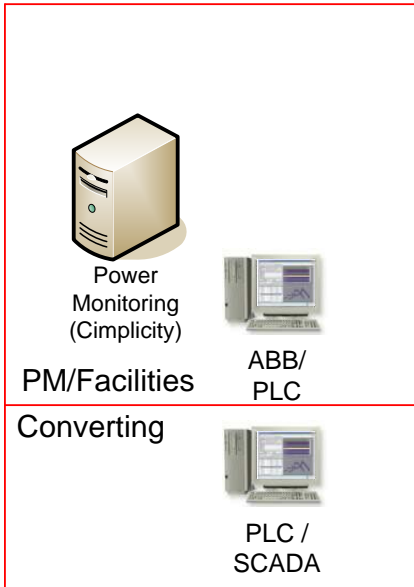 Power
Monitoring
(Cimplicity)
ABB/
PLC
PM/Facilities
Converting
PLC /
SCADA